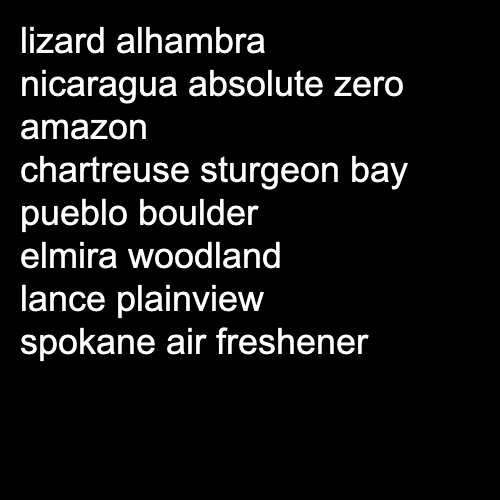 lizard alhambra
nicaragua absolute zero
amazon
chartreuse sturgeon bay
pueblo boulder
elmira woodland
lance plainview
spokane air freshener